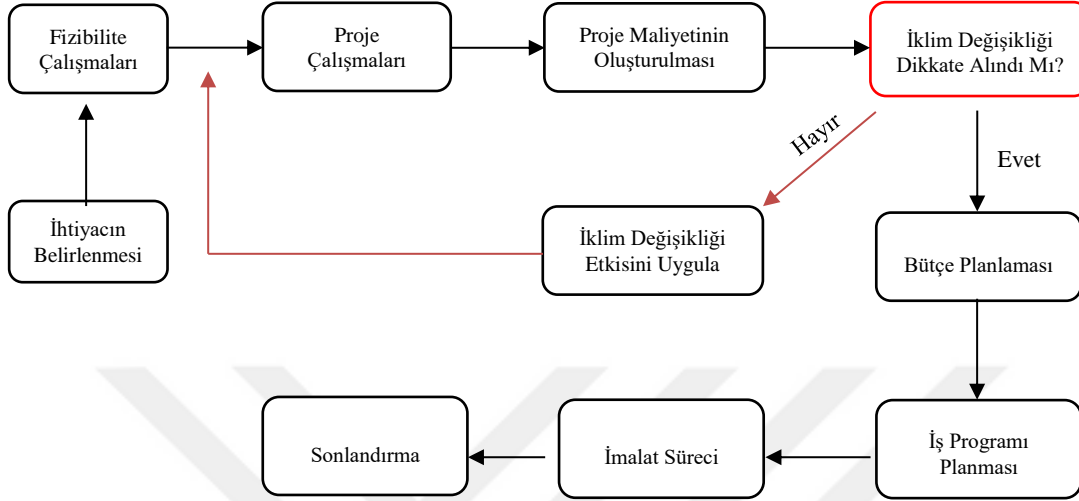 Fizibilite
Çalışmaları
Proje
Çalışmaları
Proje Maliyetinin
Oluşturulması
İklim Değişikliği
Dikkate Alındı Mı?
Hayır
Evet
İhtiyacın
Belirlenmesi
İklim Değişikliği
Etkisini Uygula
Bütçe Planlaması
Sonlandırma
İmalat Süreci
İş Programı
Planması